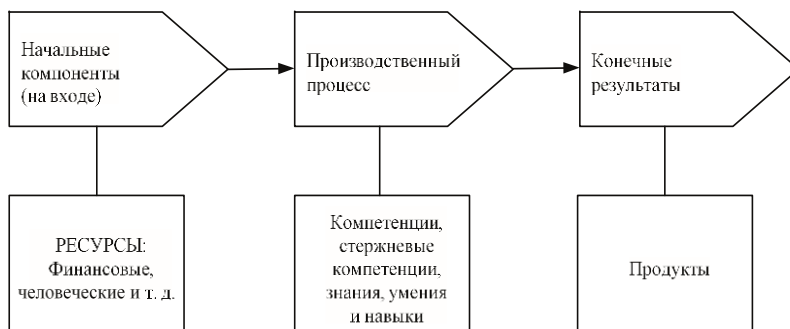 Начальные
компоненты
(на входе)
Производственный
процесс
Конечные
результаты
РЕСУРСЫ:
Финансовые,
человеческие и т. д.
Компетенции,
стержневые
компетенции,
знания, умения
и навыки
Продукты